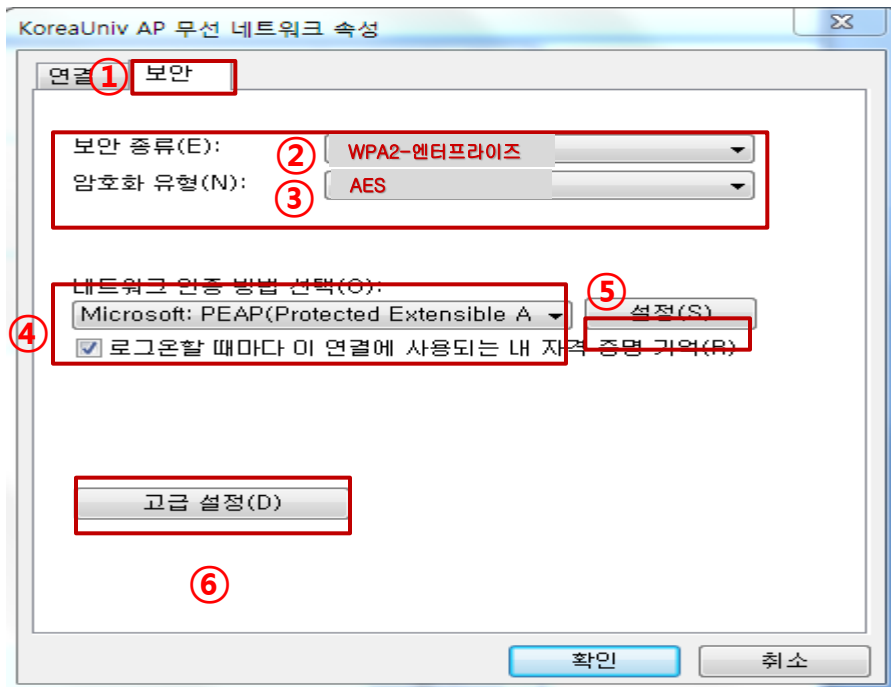 KoreaUniv AP 무선 네트워크 속성
연결 ① 보안
보안 종류(E): ② WPA2-엔터프라이즈
암호화 유형(N): ③ AES
네트워크 인증 방법 선택(O): ⑤
Microsoft: PEAP(Protected Extensible A 설정(S)
④ 로그온할 때마다 이 연결에 사용되는 내 자격 증명 기억(R)
고급 설정(D)
⑥
확인 취소